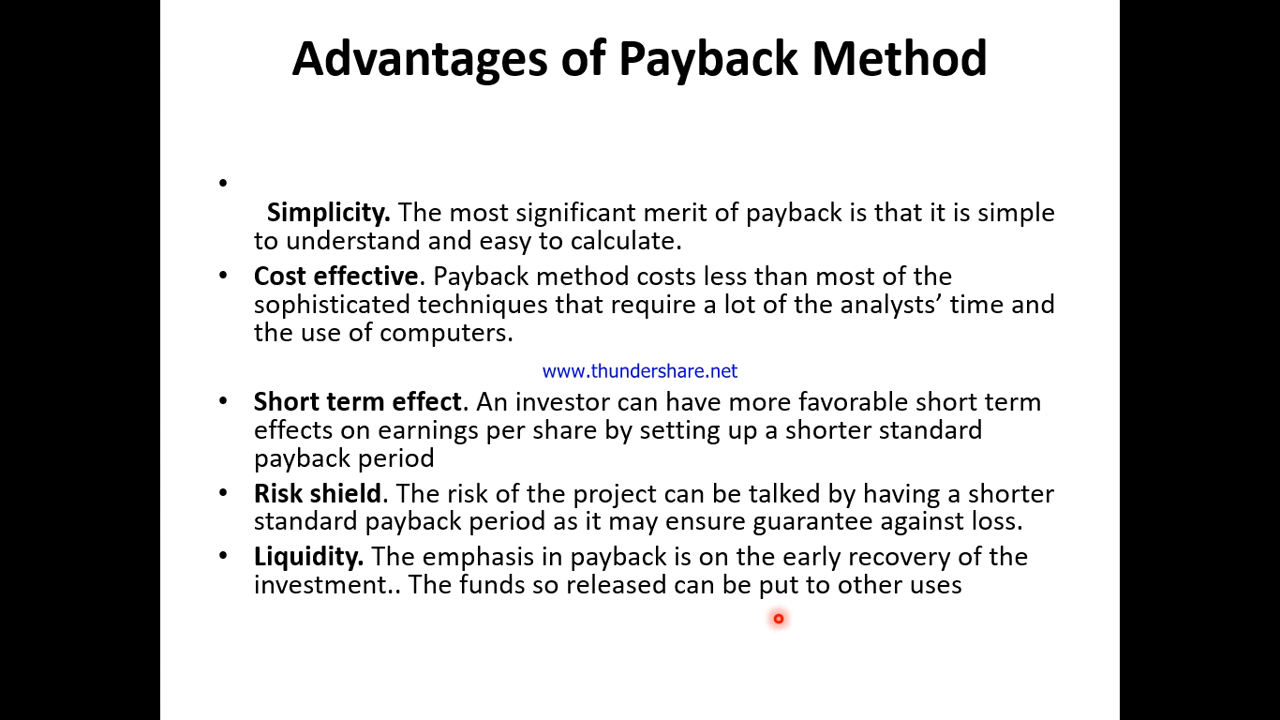 Advantages of Payback Method
•
Simplicity. The most significant merit of payback is that it is simple
to understand and easy to calculate.
• Cost effective. Payback method costs less than most of the
sophisticated techniques that require a lot of the analysts’ time and
the use of computers.
www.thundershare.net
• Short term effect. An investor can have more favorable short term
effects on earnings per share by setting up a shorter standard
payback period
• Risk shield. The risk of the project can be talked by having a shorter
standard payback period as it may ensure guarantee against loss.
• Liquidity. The emphasis in payback is on the early recovery of the
investment.. The funds so released can be put to other uses